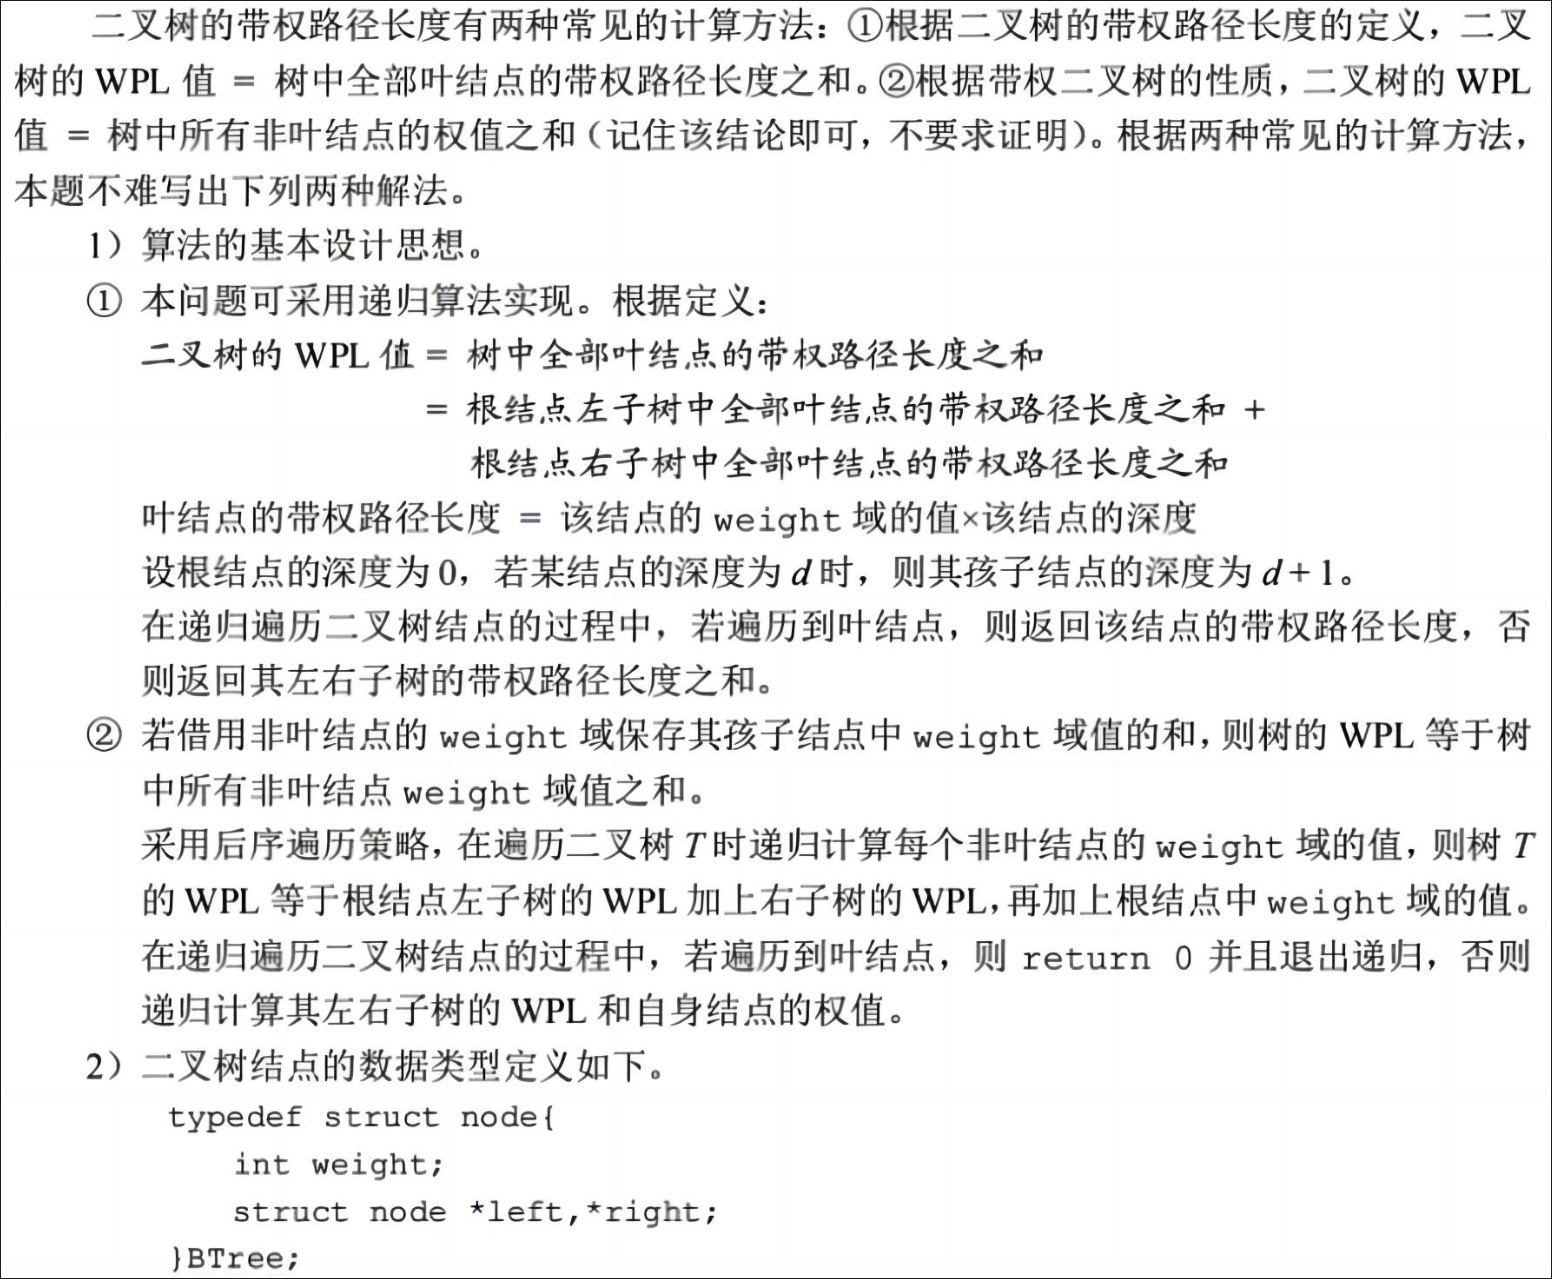 二叉树的带权路径长度有两种常见的计算方法：①根据二叉树的带权路径长度的定义，二叉
树的 WPL 值 = 树中全部叶结点的带权路径长度之和。②根据带权二叉树的性质，二叉树的 WPL
值 = 树中所有非叶结点的权值之和（记住该结论即可，不要求证明）。根据两种常见的计算方法，
本题不难写出下列两种解法。
1）算法的基本设计思想。
① 本问题可采用递归算法实现。根据定义：
二叉树的 WPL 值 = 树中全部叶结点的带权路径长度之和
= 根结点左子树中全部叶结点的带权路径长度之和 +
根结点右子树中全部叶结点的带权路径长度之和
叶结点的带权路径长度 = 该结点的 weight 域的值×该结点的深度
设根结点的深度为 0，若某结点的深度为 d 时，则其孩子结点的深度为 d + 1。
在递归遍历二叉树结点的过程中，若遍历到叶结点，则返回该结点的带权路径长度，否
则返回其左右子树的带权路径长度之和。
② 若借用非叶结点的 weight 域保存其孩子结点中 weight 域值的和，则树的 WPL 等于树
中所有非叶结点 weight 域值之和。
采用后序遍历策略，在遍历二叉树 T 时递归计算每个非叶结点的 weight 域的值，则树 T
的 WPL 等于根结点左子树的 WPL 加上右子树的 WPL，再加上根结点中 weight 域的值。
在递归遍历二叉树结点的过程中，若遍历到叶结点，则 return 0 并且退出递归，否则
递归计算其左右子树的 WPL 和自身结点的权值。
2）二叉树结点的数据类型定义如下。
typedef struct node{
int weight;
struct node *left,*right;
}BTree;